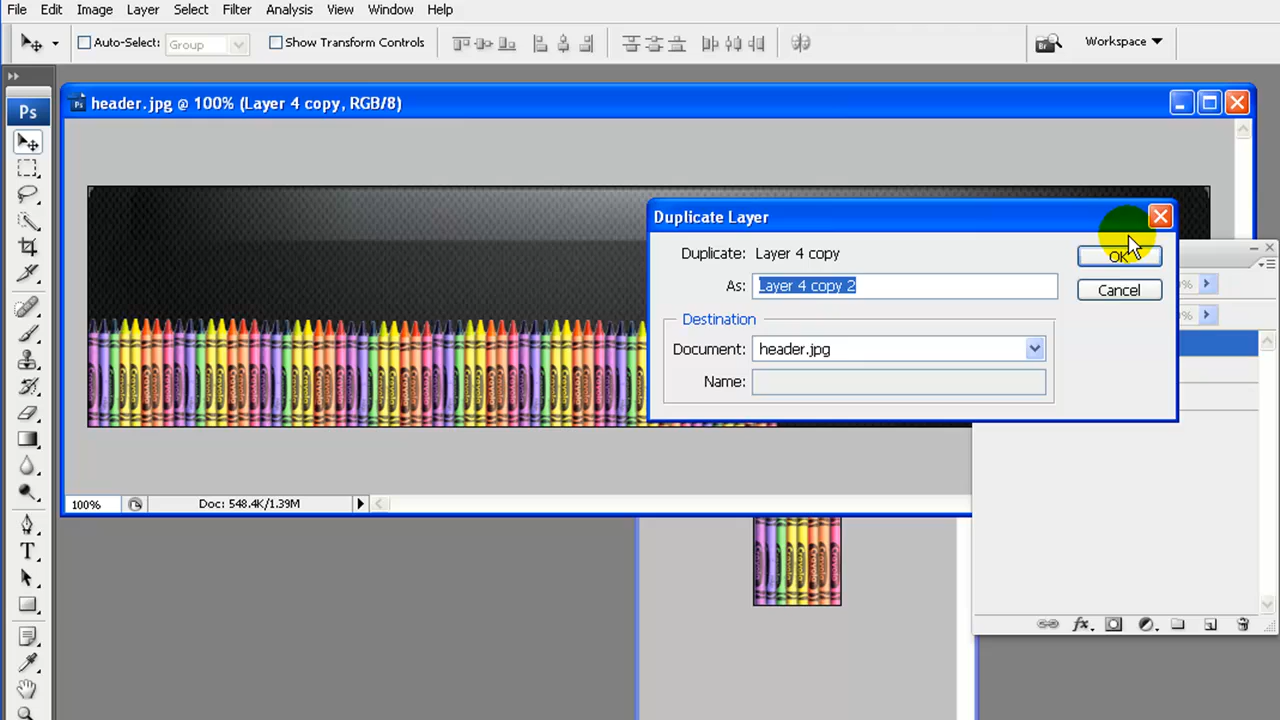 File Edit Image Layer Select Filter Analysis View Window Help
Auto-Select: Group Show Transform Controls Workspace
Ps
header.jpg @ 100% (Layer 4 copy, RGB/8)
Duplicate Layer
Duplicate: Layer 4 copy
OK
As: Layer 4 copy 2
Cancel
Destination
Document: header.jpg
Name:
100% Doc: 548.4K/1.39M